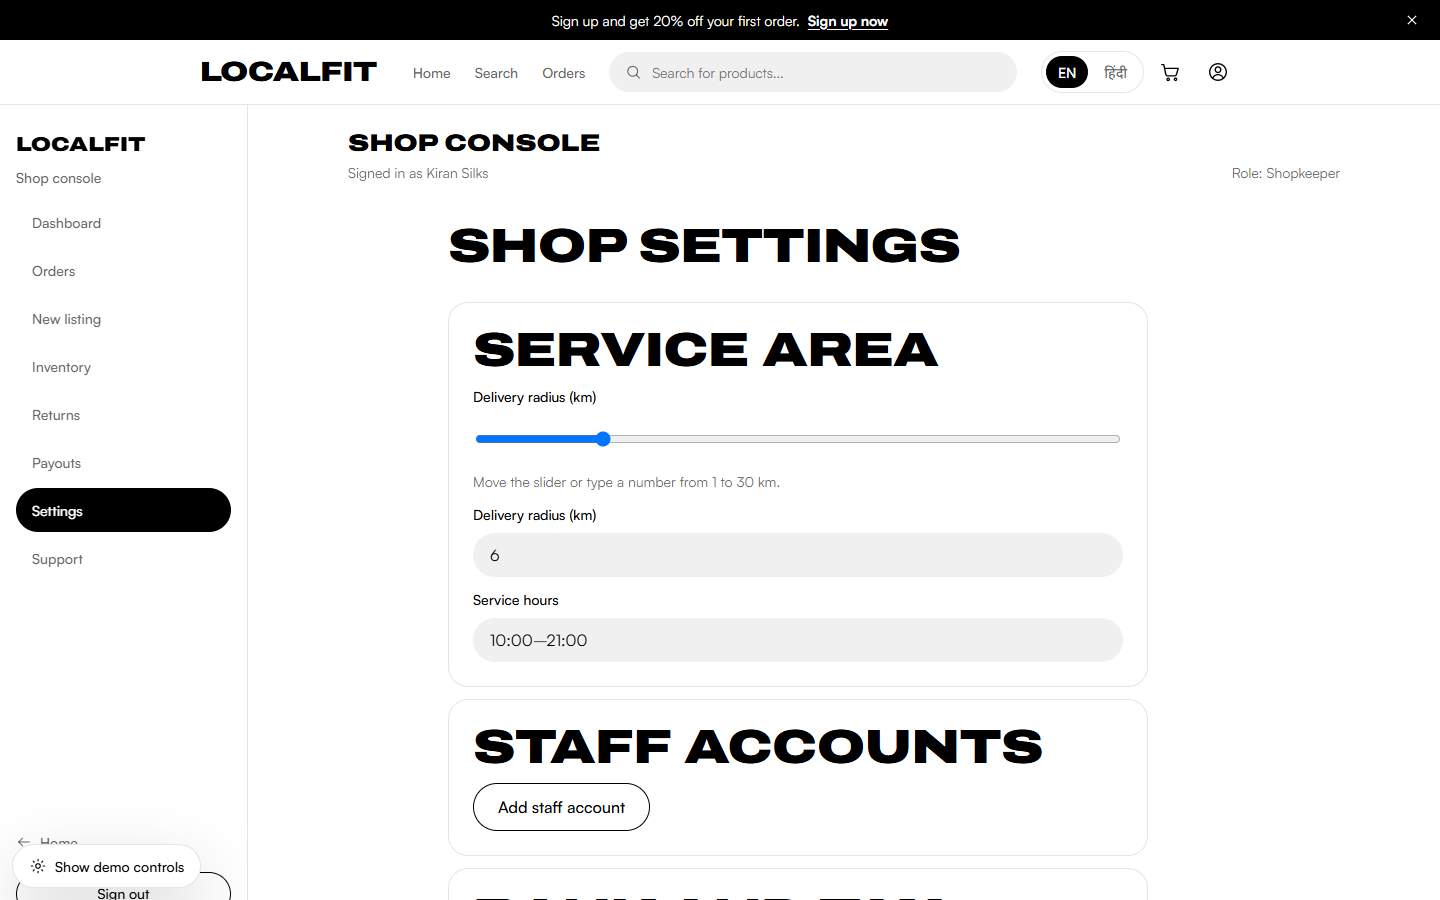 Sign up and get 20% off your first order. Sign up now
LOCALFIT
Home
Search
Orders
Search for products...
EN
हिंदी
LOCALFIT
Shop console
Dashboard
Orders
New listing
Inventory
Returns
Payouts
Settings
Support
Home
Show demo controls
Sign out
SHOP CONSOLE
Signed in as Kiran Silks
Role: Shopkeeper
SHOP SETTINGS
SERVICE AREA
Delivery radius (km)
Move the slider or type a number from 1 to 30 km.
Delivery radius (km)
6
Service hours
10:00–21:00
STAFF ACCOUNTS
Add staff account